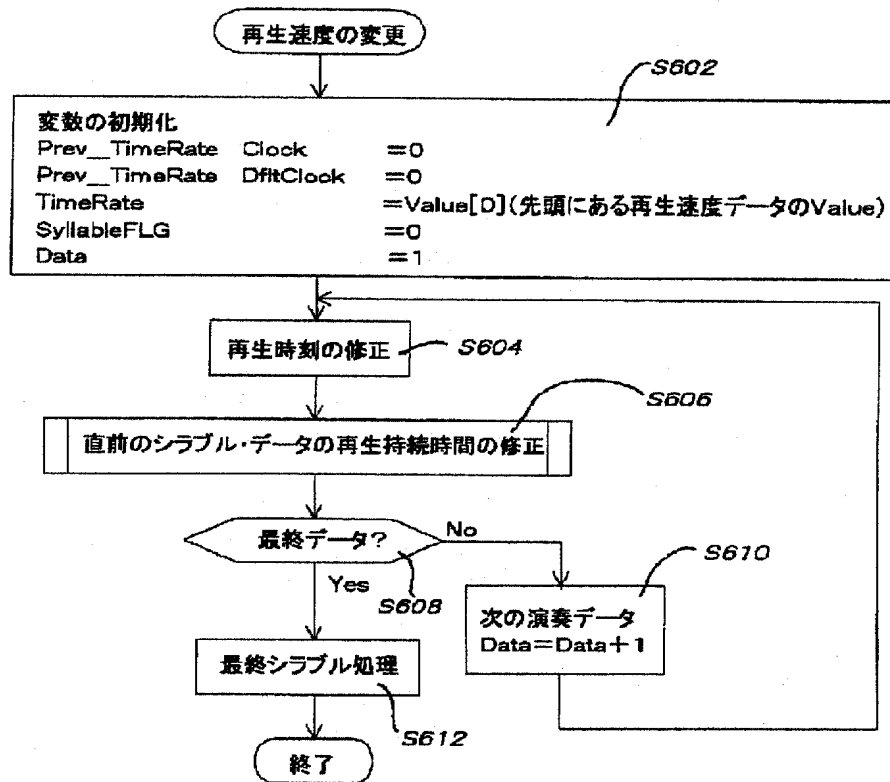 再生速度の変更
S602
変数の初期化
Prev__TimeRate Clock =0
Prev__TimeRate DfltClock =0
TimeRate =Value[0](先頭にある再生速度データのValue)
SyllableFLG =0
Data =1
再生時刻の修正
S604
S606
直前のシラブル・データの再生持続時間の修正
最終データ?
No
Yes
S608
S610
次の演奏データ
Data=Data+1
最終シラブル処理
S612
終了